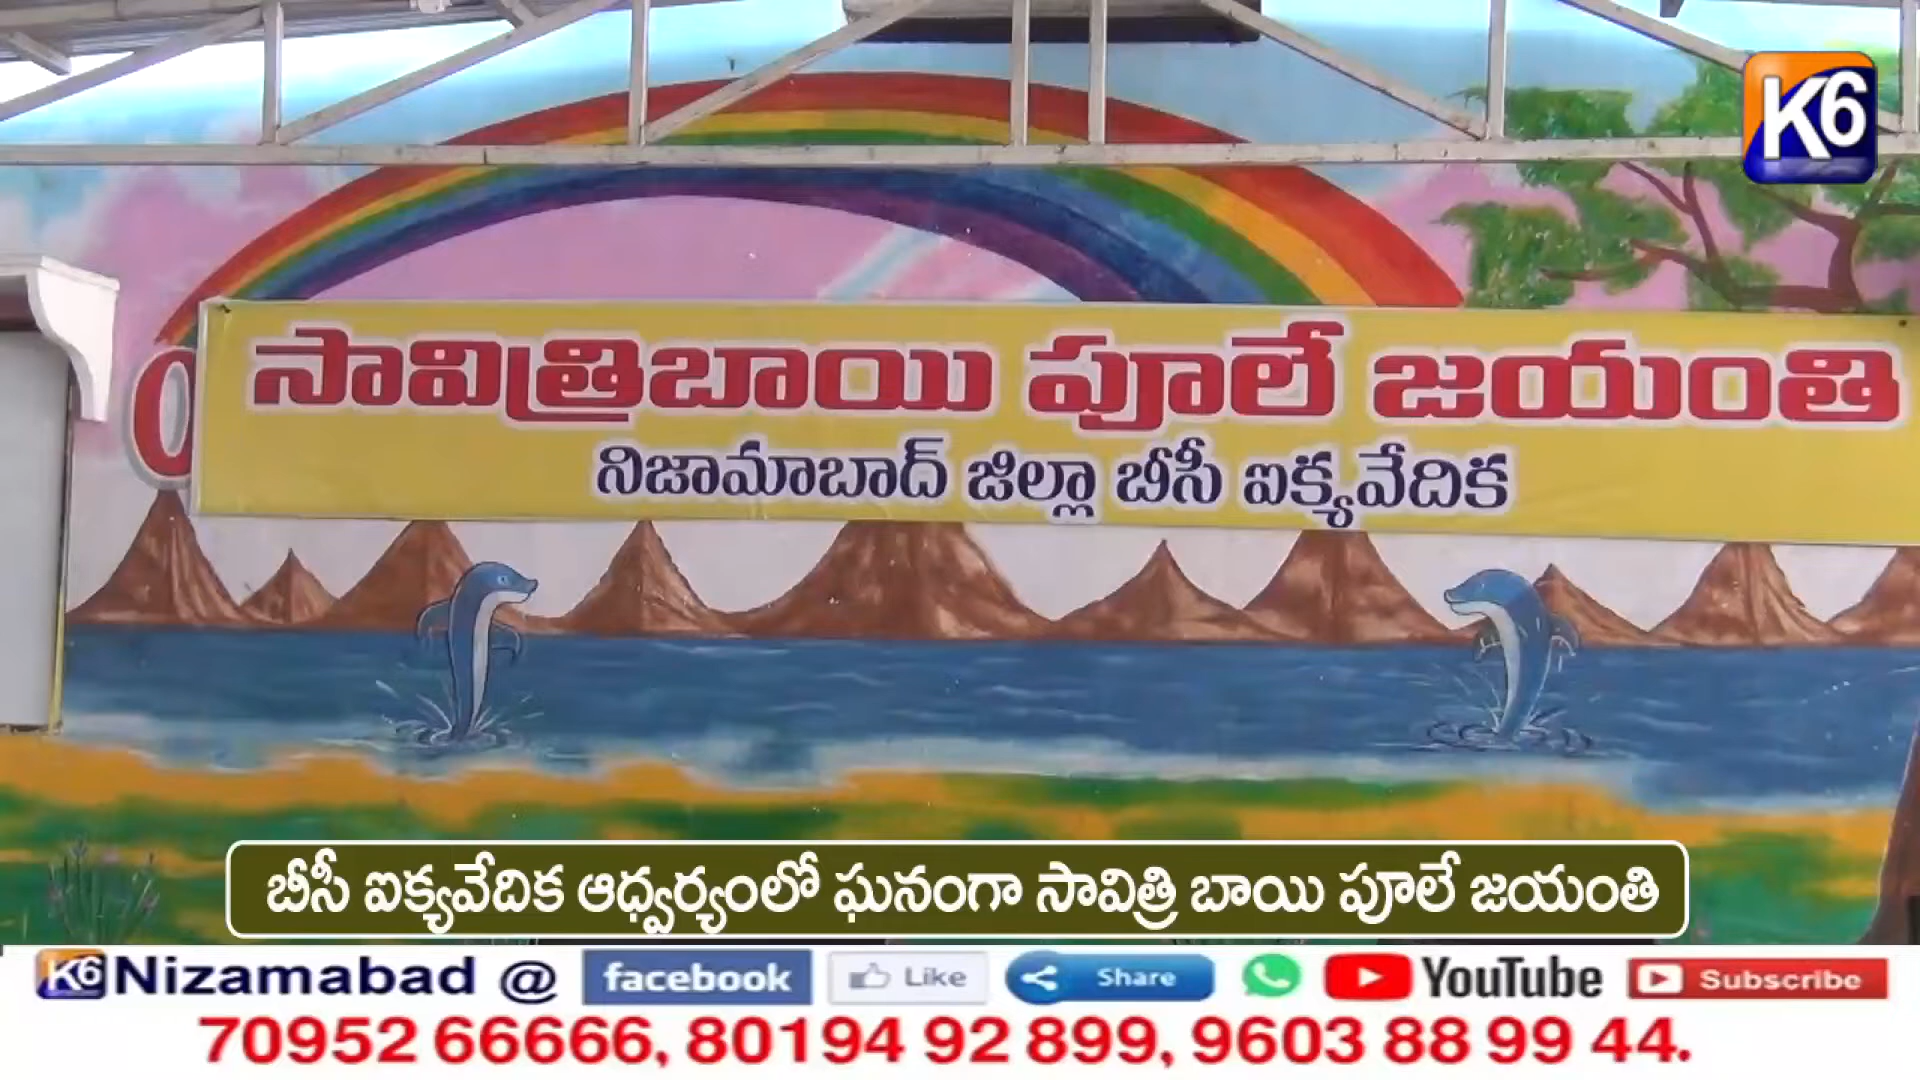 K6
సావిత్రిబాయి పూలే జయంతి
నిజామాబాద్ జిల్లా బీసీ ఐక్యవేదిక
బీసీ ఐక్యవేదిక ఆధ్వర్యంలో ఘనంగా సావిత్రి బాయి పూలే జయంతి
K6 Nizamabad @ facebook Like Share YouTube Subscribe
70952 66666, 80194 92 899, 9603 88 99 44.